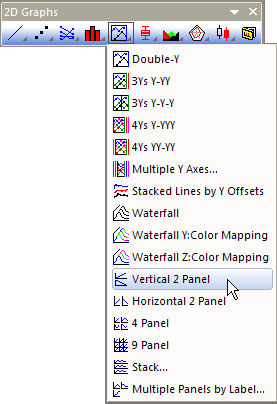 2D Graphs
Double-Y
3Ys Y-YY
3Ys Y-Y-Y
4Ys Y-YYY
4Ys YY-YY
Multiple Y Axes...
Stacked Lines by Y Offsets
Waterfall
Waterfall Y:Color Mapping
Waterfall Z:Color Mapping
Vertical 2 Panel
Horizontal 2 Panel
4 Panel
9 Panel
Stack...
Multiple Panels by Label...